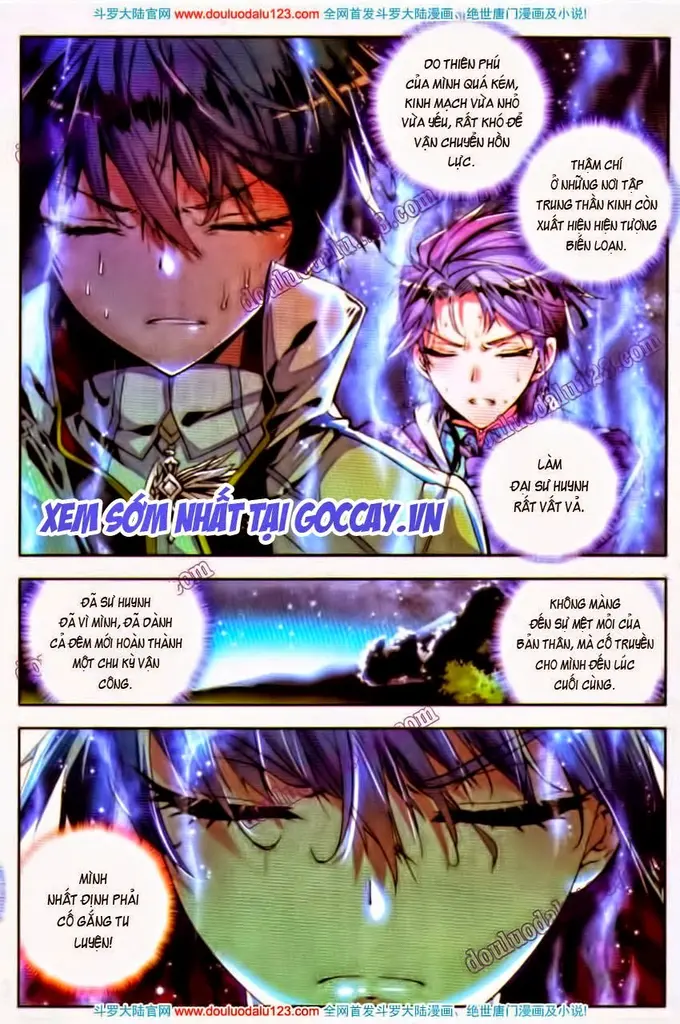 斗罗大陆官网 www.douluodalu123.com 全网首发斗罗大陆漫画、绝世唐门漫画及小说!
DO THIÊN PHÚ
CỦA MÌNH QUÁ KÉM,
KINH MẠCH VỪA NHỎ
VỪA YẾU, RẤT KHÓ ĐỂ
VẬN CHUYỂN HỒN
LỰC.
THẬM CHÍ
Ở NHỮNG NƠI TẬP
TRUNG THẦN KINH CÒN
XUẤT HIỆN HIỆN TƯỢNG
BIẾN LOẠN.
douluodalu123.com
douluodalu123.com
LÀM
ĐẠI SƯ HUYNH
RẤT VẤT VẢ.
XEM SỚM NHẤT TẠI GOCCAY.VN
ĐÃ SƯ HUYNH
ĐÃ VÌ MÌNH, ĐÃ DÀNH
CẢ ĐÊM MỚI HOÀN THÀNH
MỘT CHU KỲ VẬN
CÔNG.
KHÔNG MÀNG
ĐẾN SỰ MỆT MỎI CỦA
BẢN THÂN, MÀ CỐ TRUYỀN
CHO MÌNH ĐẾN LÚC
CUỐI CÙNG.
MÌNH
NHẤT ĐỊNH PHẢI
CỐ GẮNG TU
LUYỆN!
斗罗大陆官网 www.douluodalu123.com 全网首发斗罗大陆漫画、绝世唐门漫画及小说!